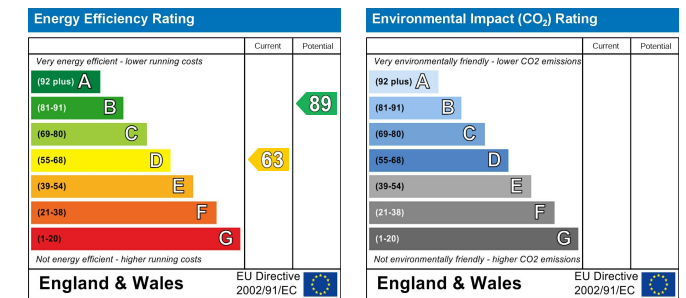 Energy Efficiency Rating
Current Potential
Very energy efficient - lower running costs
(92 plus) A
(81-91) B
89
(69-80) C
(55-68) D
63
(39-54) E
(21-38) F
(1-20) G
Not energy efficient - higher running costs
England & Wales
EU Directive
2002/91/EC
Environmental Impact (CO₂) Rating
Current Potential
Very environmentally friendly - lower CO2 emissions
(92 plus) A
(81-91) B
(69-80) C
(55-68) D
(39-54) E
(21-38) F
(1-20) G
Not environmentally friendly - higher CO2 emissions
England & Wales
EU Directive
2002/91/EC